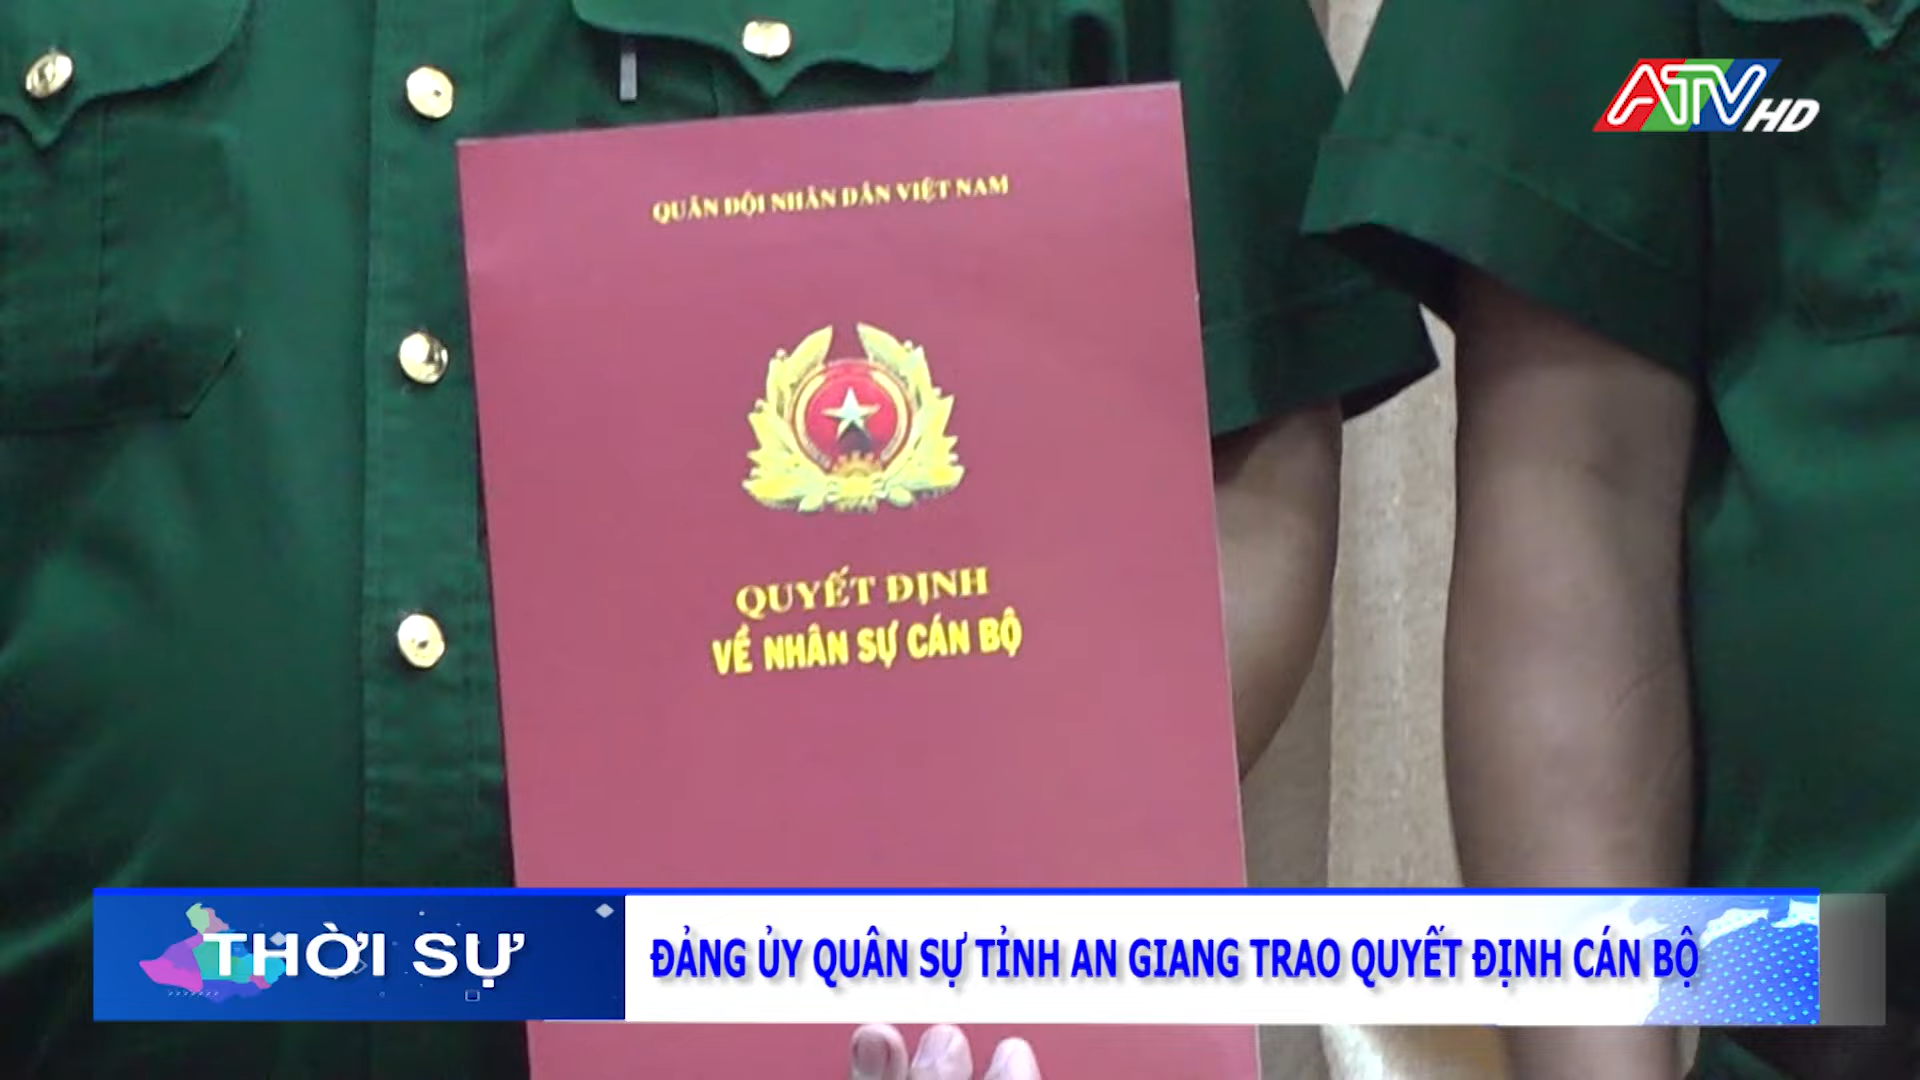 ATV HD
QUÂN ĐỘI NHÂN DÂN VIỆT NAM
QUYẾT ĐỊNH
VỀ NHÂN SỰ CÁN BỘ
THỜI SỰ
ĐẢNG ỦY QUÂN SỰ TỈNH AN GIANG TRAO QUYẾT ĐỊNH CÁN BỘ